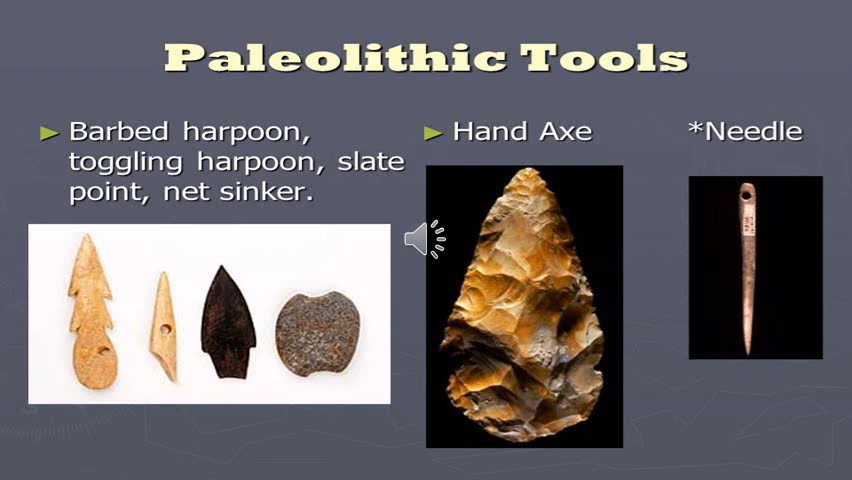 Paleolithic Tools
► Barbed harpoon,
toggling harpoon, slate
point, net sinker.
► Hand Axe
*Needle